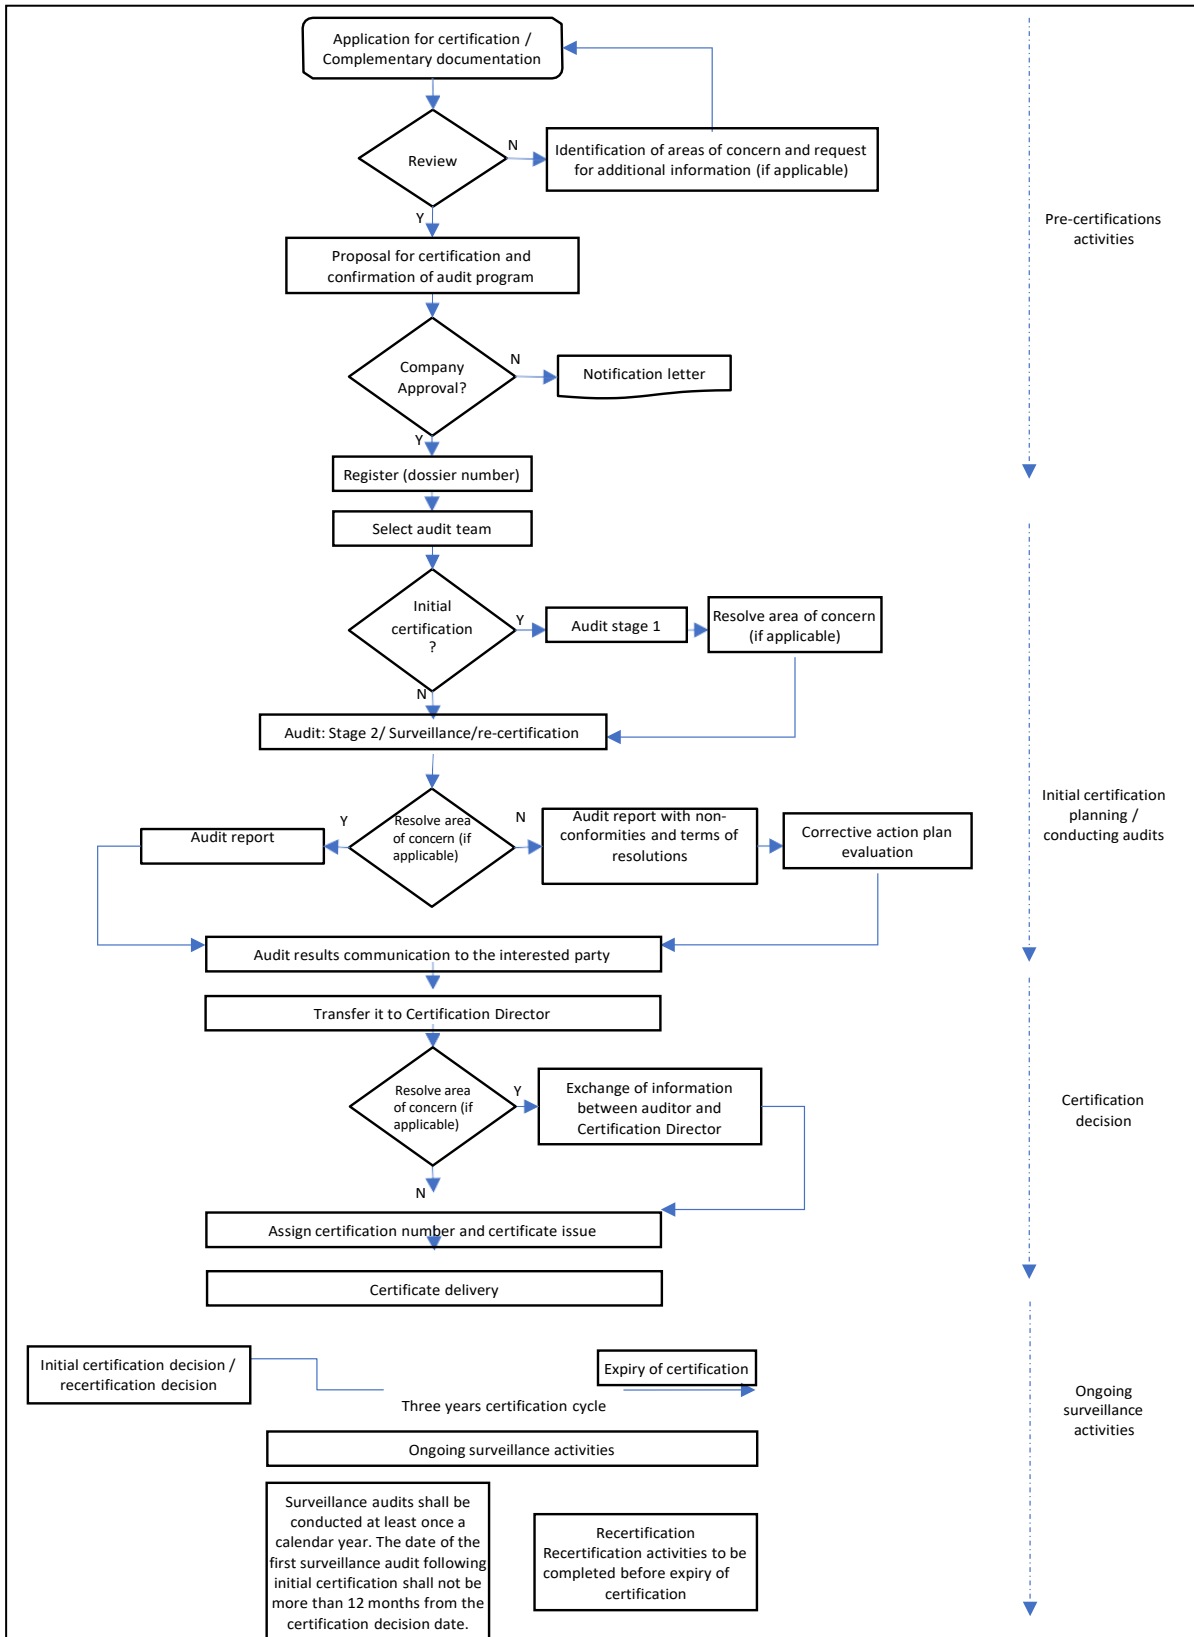 Application for certification /
Complementary documentation
N
Review
Identification of areas of concern and request
for additional information (if applicable)
Y
Pre-certifications
activities
Proposal for certification and
confirmation of audit program
Company
Approval?
N
Notification letter
Y
Register (dossier number)
Select audit team
Initial
certification
?
Y
Audit stage 1
Resolve area of concern
(if applicable)
N
Audit: Stage 2/ Surveillance/re-certification
Y
Audit report
Resolve area
of concern (if
applicable)
N
Audit report with non-
conformities and terms of
resolutions
Corrective action plan
evaluation
Initial certification
planning /
conducting audits
Audit results communication to the interested party
Transfer it to Certification Director
Resolve area
of concern (if
applicable)
Y
Exchange of information
between auditor and
Certification Director
Certification
decision
N
Assign certification number and certificate issue
Certificate delivery
Initial certification decision /
recertification decision
Expiry of certification
Three years certification cycle
Ongoing
surveillance
activities
Ongoing surveillance activities
Surveillance audits shall be
conducted at least once a
calendar year. The date of the
first surveillance audit following
initial certification shall not be
more than 12 months from the
certification decision date.
Recertification
Recertification activities to be
completed before expiry of
certification